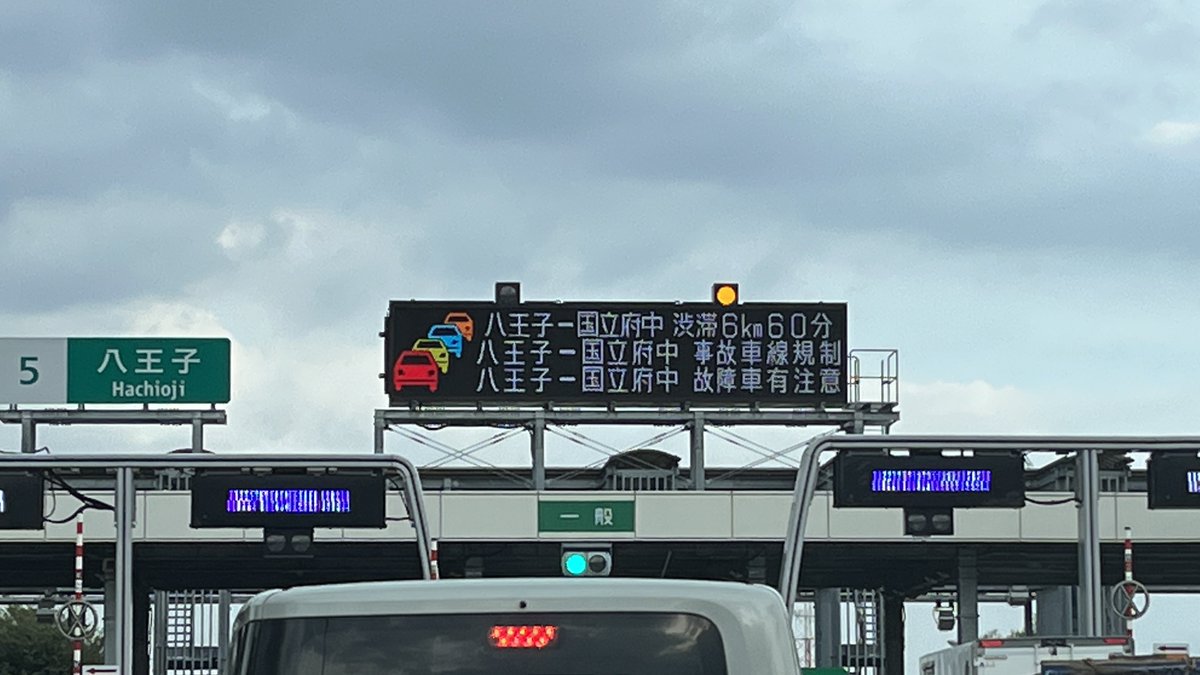 八王子ー国立府中 渋滞6km60分
八王子ー国立府中 事故車線規制
八王子ー国立府中 故障車有注意
5 八王子
Hachioji
一般